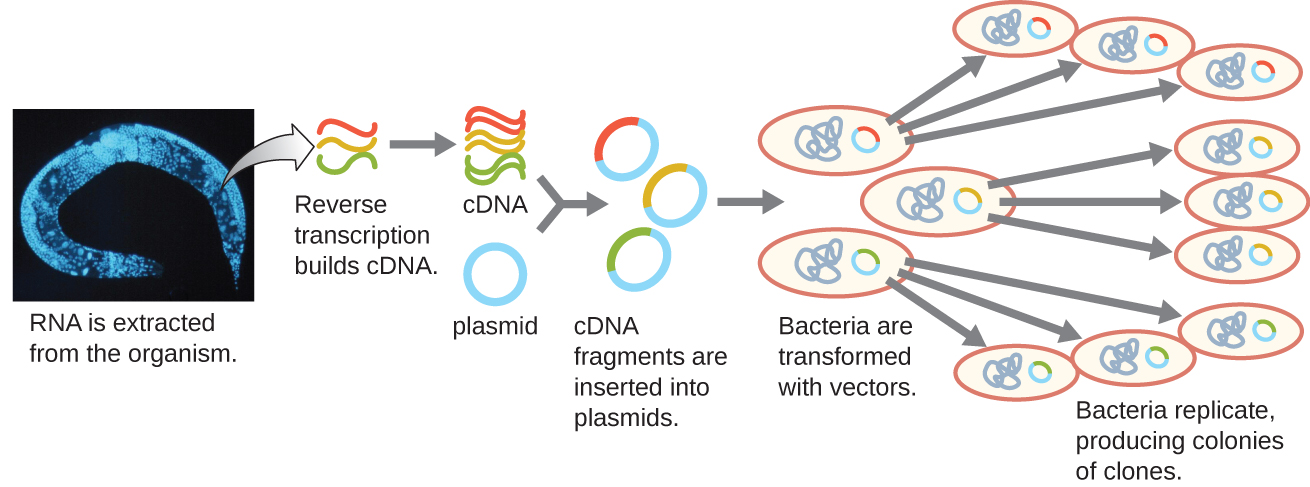 RNA is extracted
from the organism.
Reverse
transcription
builds cDNA.
cDNA
plasmid
cDNA
fragments are
inserted into
plasmids.
Bacteria are
transformed
with vectors.
Bacteria replicate,
producing colonies
of clones.